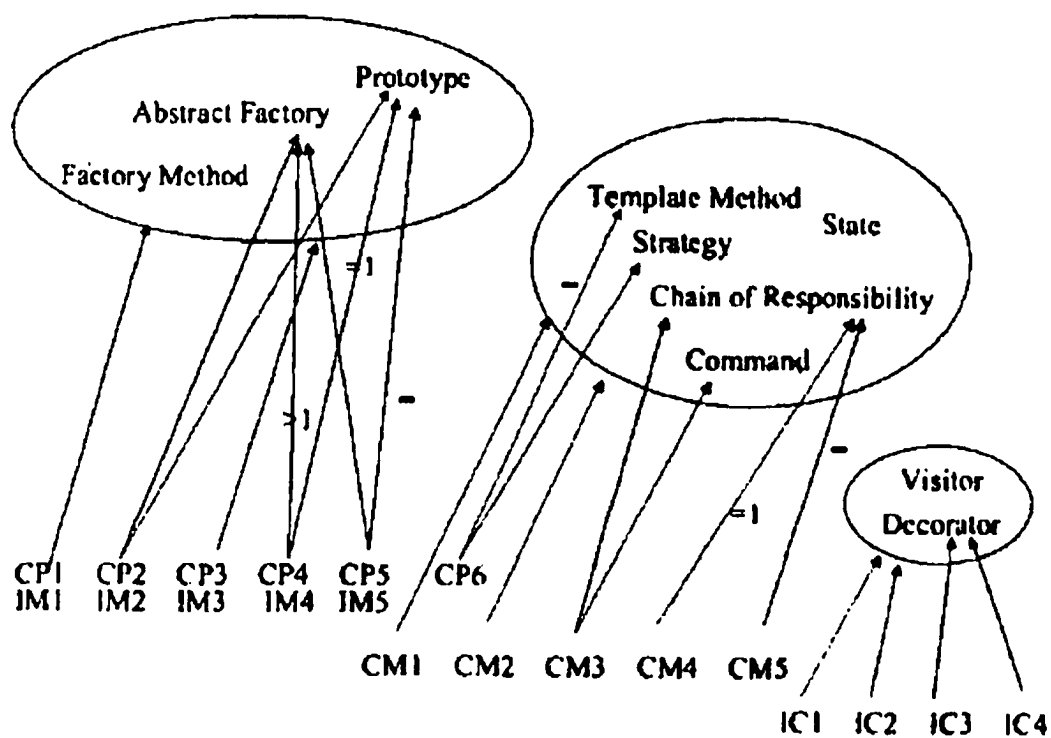 Prototype
Abstract Factory
Factory Method
=1
>1
-
Template Method
State
Strategy
-
Chain of Responsibility
Command
-
=1
Visitor
Decorator
CP1 CP2 CP3 CP4 CP5 CP6
IM1 IM2 IM3 IM4 IM5
CM1 CM2 CM3 CM4 CM5
IC1 IC2 IC3 IC4